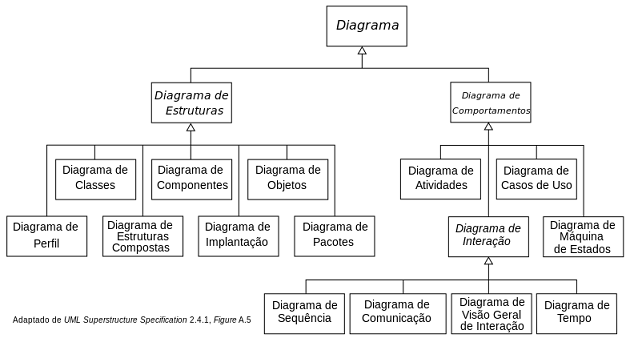 Diagrama
Diagrama de
Estruturas
Diagrama de
Comportamentos
Diagrama de
Classes
Diagrama de
Componentes
Diagrama de
Objetos
Diagrama de
Atividades
Diagrama de
Casos de Uso
Diagrama de
Perfil
Diagrama de
Estruturas
Compostas
Diagrama de
Implantação
Diagrama de
Pacotes
Diagrama de
Interação
Diagrama de
Máquina
de Estados
Diagrama de
Sequência
Diagrama de
Comunicação
Diagrama de
Visão Geral
de Interação
Diagrama de
Tempo
Adaptado de UML Superstructure Specification 2.4.1, Figure A.5